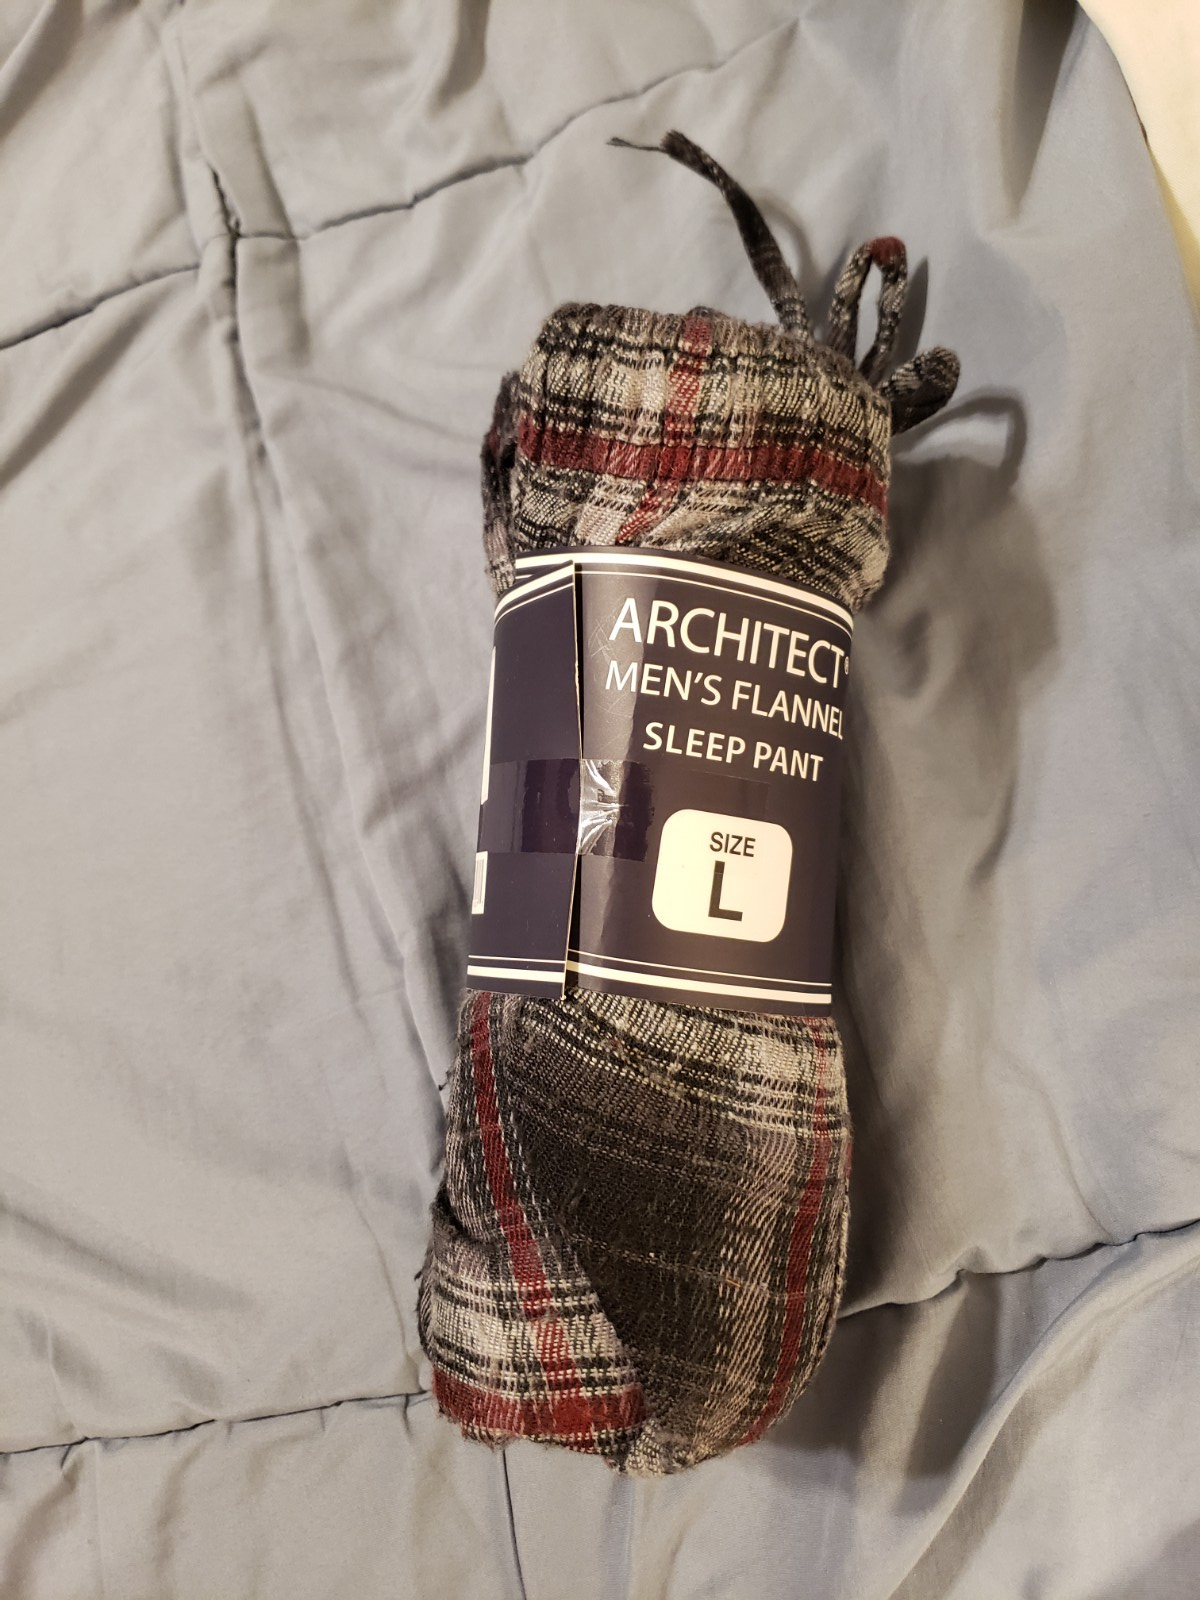 ARCHITECT®
MEN'S FLANNEL
SLEEP PANT
SIZE
L